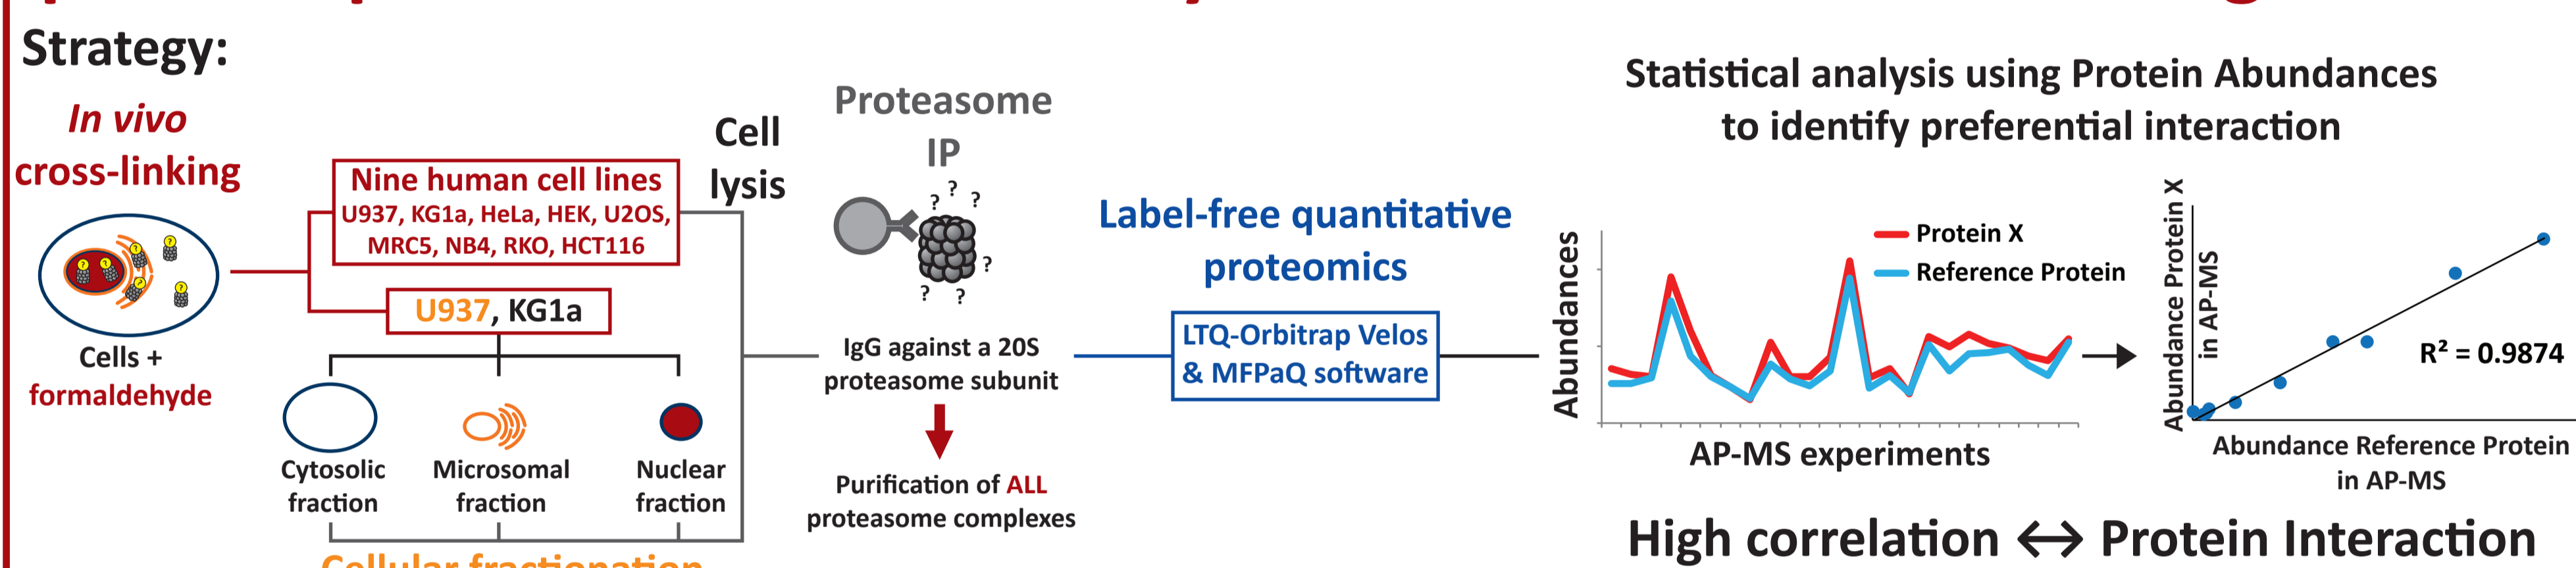 Strategy:
In vivo
cross-linking
Cells +
formaldehyde
Nine human cell lines
U937, KG1a, HeLa, HEK, U2OS,
MRC5, NB4, RKO, HCT116
U937, KG1a
Cytosolic
fraction
Microsomal
fraction
Nuclear
fraction
Cellular fractionation
Cell
lysis
Proteasome
IP
? ? ?
?
? ?
IgG against a 20S
proteasome subunit
Purification of ALL
proteasome complexes
Label-free quantitative
proteomics
LTQ-Orbitrap Velos
& MFPaQ software
Statistical analysis using Protein Abundances
to identify preferential interaction
Abundances
Protein X
Reference Protein
AP-MS experiments
Abundance Protein X
in AP-MS
R² = 0.9874
Abundance Reference Protein
in AP-MS
High correlation ↔ Protein Interaction